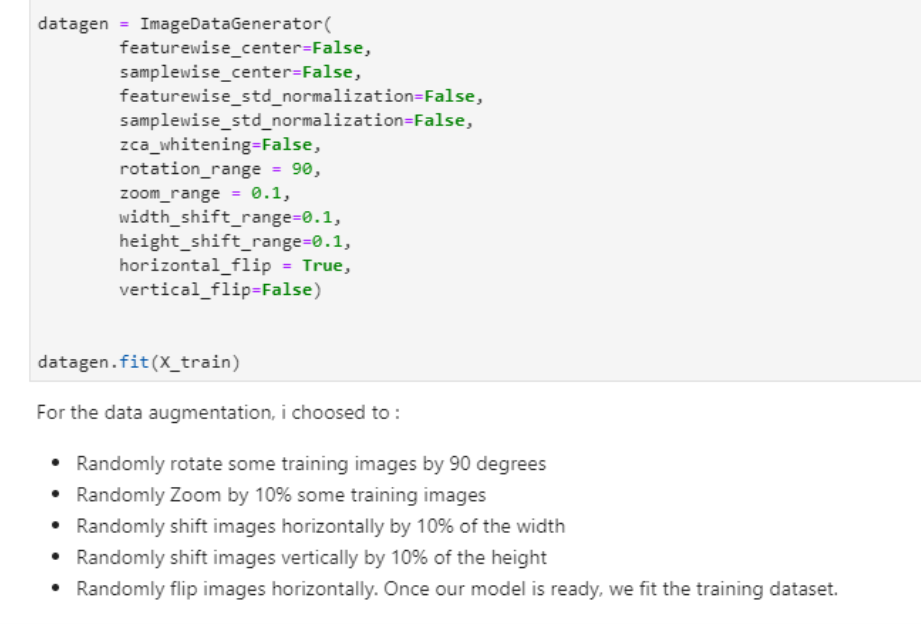 datagen = ImageDataGenerator(
featurewise_center=False,
samplewise_center=False,
featurewise_std_normalization=False,
samplewise_std_normalization=False,
zca_whitening=False,
rotation_range = 90,
zoom_range = 0.1,
width_shift_range=0.1,
height_shift_range=0.1,
horizontal_flip = True,
vertical_flip=False)
datagen.fit(X_train)
For the data augmentation, i choosed to :
• Randomly rotate some training images by 90 degrees
• Randomly Zoom by 10% some training images
• Randomly shift images horizontally by 10% of the width
• Randomly shift images vertically by 10% of the height
• Randomly flip images horizontally. Once our model is ready, we fit the training dataset.